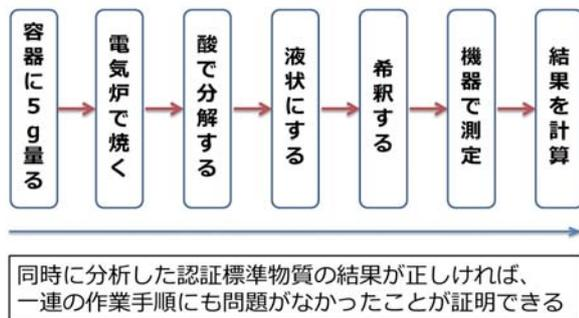 容器に5g量る
電気炉で焼く
酸で分解する
液状にする
希釈する
機器で測定
結果を計算
同時に分析した認証標準物質の結果が正しければ、
一連の作業手順にも問題がなかったことが証明できる